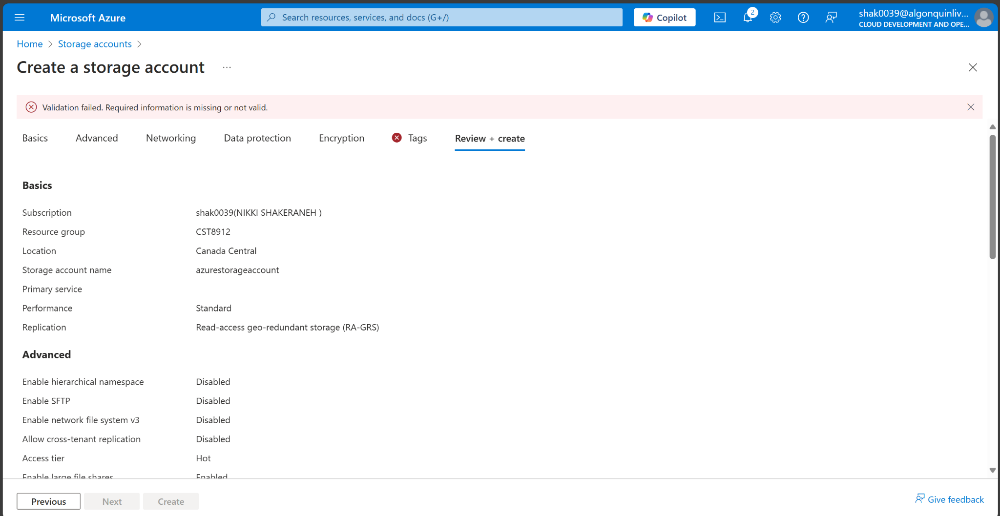 Microsoft Azure
Search resources, services, and docs (G+/)
Copilot
2
shak0039@algonquinliv...
CLOUD DEVELOPMENT AND OPE...
Home > Storage accounts >
Create a storage account ...
Validation failed. Required information is missing or not valid.
Basics Advanced Networking Data protection Encryption Tags Review + create
Basics
Subscription shak0039(NIKKI SHAKERANEH )
Resource group CST8912
Location Canada Central
Storage account name azurestorageaccount
Primary service
Performance Standard
Replication Read-access geo-redundant storage (RA-GRS)
Advanced
Enable hierarchical namespace Disabled
Enable SFTP Disabled
Enable network file system v3 Disabled
Allow cross-tenant replication Disabled
Access tier Hot
Enable large file shares Enabled
Previous Next Create
Give feedback